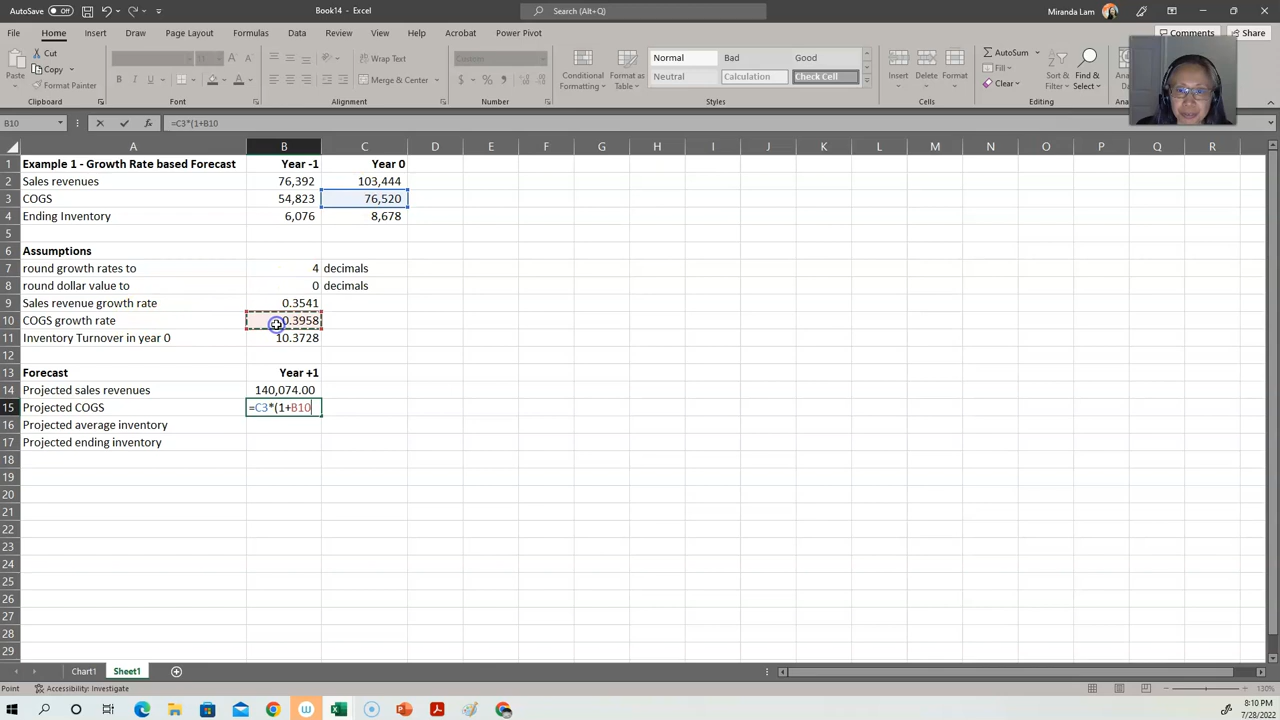 AutoSave Off Book14 - Excel Search (Alt+Q) Miranda Lam
File Home Insert Draw Page Layout Formulas Data Review View Help Acrobat Power Pivot Comments Share
Paste Cut Copy Format Painter
Clipboard
B I U
Font
Merge & Center
Alignment
$ % ,
Number
Conditional Formatting Format as Table
Normal Bad Good
Neutral Calculation Check Cell
Styles
Insert Delete Format
Cells
AutoSum Fill Clear
Sort & Find & Select
Editing
B10 =C3*(1+B10
A B C D E F G H I J K L M N O P Q R
1 Example 1 - Growth Rate based Forecast Year -1 Year 0
2 Sales revenues 76,392 103,444
3 COGS 54,823 76,520
4 Ending Inventory 6,076 8,678
5
6 Assumptions
7 round growth rates to 4 decimals
8 round dollar value to 0 decimals
9 Sales revenue growth rate 0.3541
10 COGS growth rate 0.3958
11 Inventory Turnover in year 0 10.3728
12
13 Forecast Year +1
14 Projected sales revenues 140,074.00
15 Projected COGS =C3*(1+B10
16 Projected average inventory
17 Projected ending inventory
18
19
20
21
22
23
24
25
26
27
28
29
Chart1 Sheet1
Point Accessibility: Investigate 130%
8:10 PM
7/28/2022